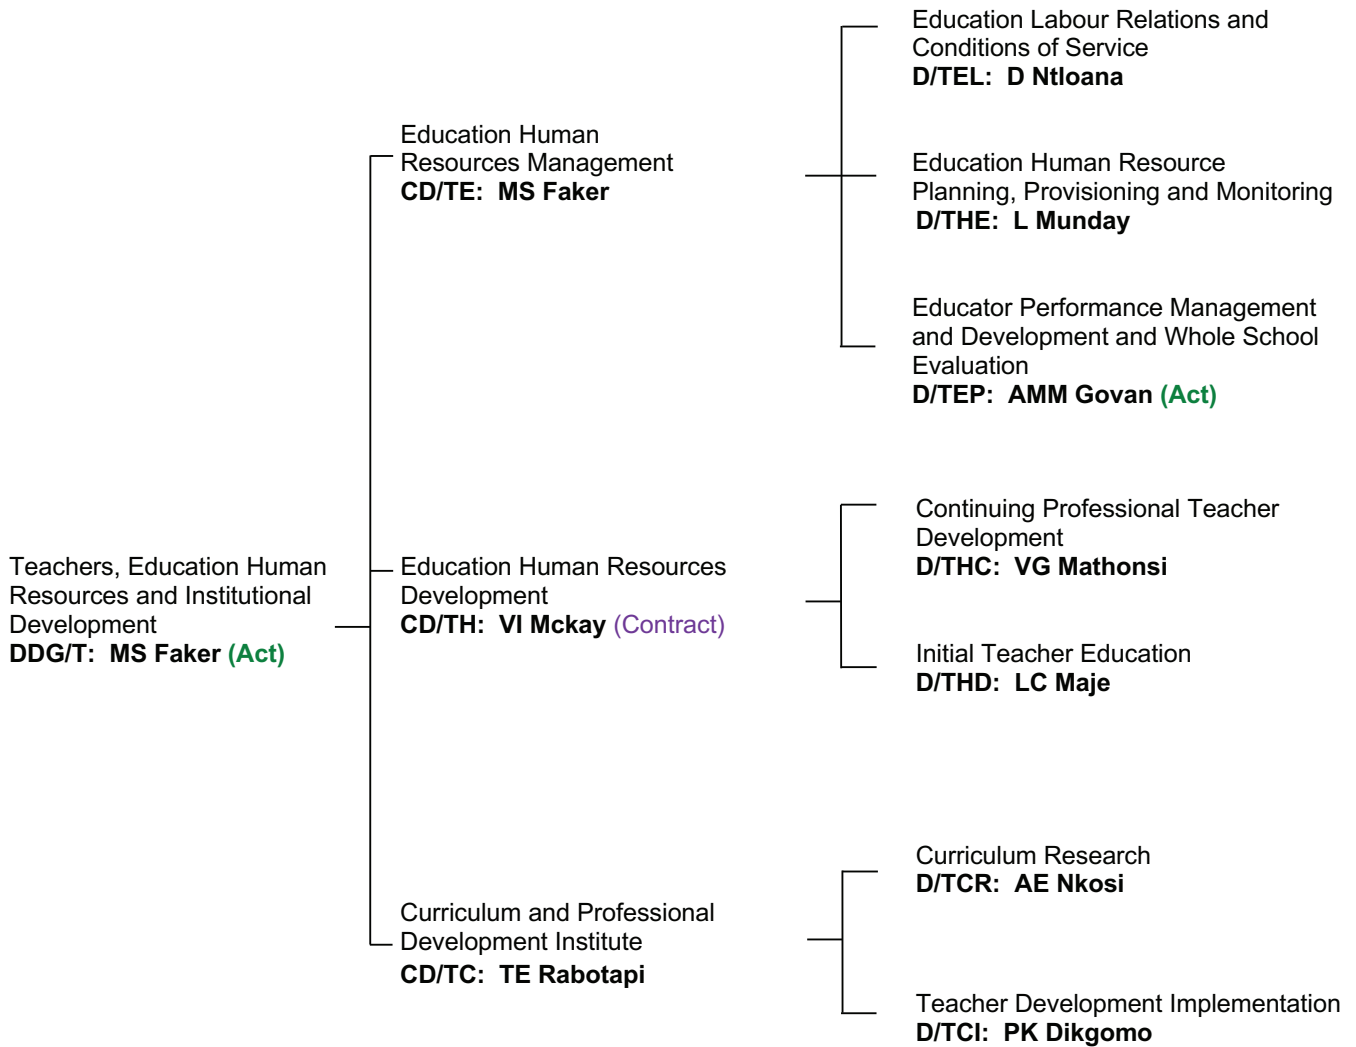 Teachers, Education Human
Resources and Institutional
Development
DDG/T: MS Faker (Act)
Education Human
Resources Management
CD/TE: MS Faker
Education Labour Relations and
Conditions of Service
D/TEL: D Ntloana
Education Human Resource
Planning, Provisioning and Monitoring
D/THE: L Munday
Educator Performance Management
and Development and Whole School
Evaluation
D/TEP: AMM Govan (Act)
Education Human Resources
Development
CD/TH: VI Mckay (Contract)
Continuing Professional Teacher
Development
D/THC: VG Mathonsi
Initial Teacher Education
D/THD: LC Maje
Curriculum and Professional
Development Institute
CD/TC: TE Rabotapi
Curriculum Research
D/TCR: AE Nkosi
Teacher Development Implementation
D/TCI: PK Dikgomo